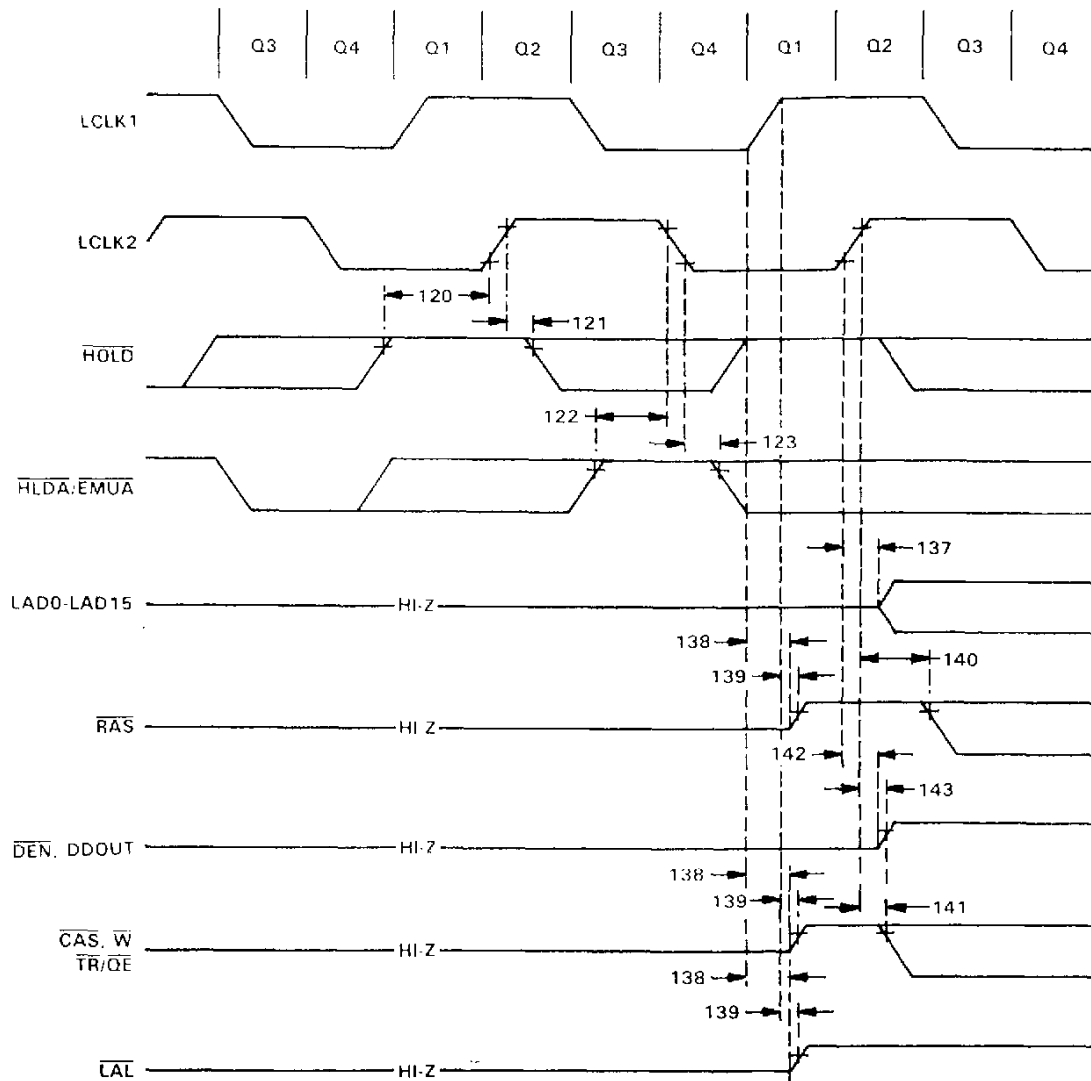 Q3 Q4 Q1 Q2 Q3 Q4 Q1 Q2 Q3 Q4
LCLK1
LCLK2
120
121
HOLD
122
123
HLDA/EMUA
137
LAD0-LAD15 HI-Z
138
140
139
RAS HI-Z
142
143
DEN, DDOUT HI-Z
138
139
141
CAS, W
TR/QE HI-Z
138
139
LAL HI-Z